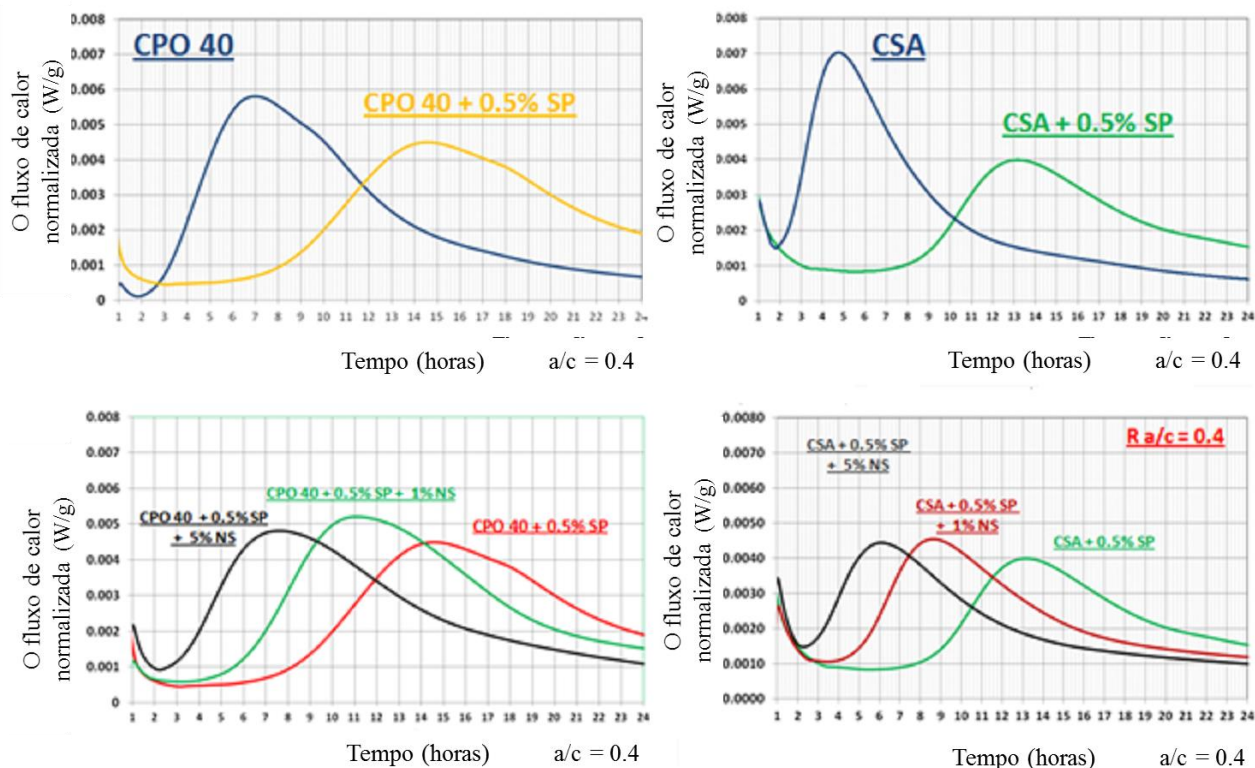 CPO 40
CPO 40 + 0.5% SP
O fluxo de calor
normalizada (W/g)
0.008
0.007
0.006
0.005
0.004
0.003
0.002
0.001
0
1 2 3 4 5 6 7 8 9 10 11 12 13 14 15 16 17 18 19 20 21 22 23 24
Tempo (horas) a/c = 0.4
CSA
CSA + 0.5% SP
O fluxo de calor
normalizada (W/g)
0.008
0.007
0.006
0.005
0.004
0.003
0.002
0.001
0
1 2 3 4 5 6 7 8 9 10 11 12 13 14 15 16 17 18 19 20 21 22 23 24
Tempo (horas) a/c = 0.4
CPO 40 + 0.5% SP + 1% NS
CPO 40 + 0.5% SP
+ 5% NS
CPO 40 + 0.5% SP
O fluxo de calor
normalizada (W/g)
0.008
0.007
0.006
0.005
0.004
0.003
0.002
0.001
0
1 2 3 4 5 6 7 8 9 10 11 12 13 14 15 16 17 18 19 20 21 22 23 24
Tempo (horas) a/c = 0.4
R a/c = 0.4
CSA + 0.5% SP
+ 5% NS
CSA + 0.5% SP
+ 1% NS
CSA + 0.5% SP
O fluxo de calor
normalizada (W/g)
0.0080
0.0070
0.0060
0.0050
0.0040
0.0030
0.0020
0.0010
0.0000
1 2 3 4 5 6 7 8 9 10 11 12 13 14 15 16 17 18 19 20 21 22 23 24
Tempo (horas) a/c = 0.4